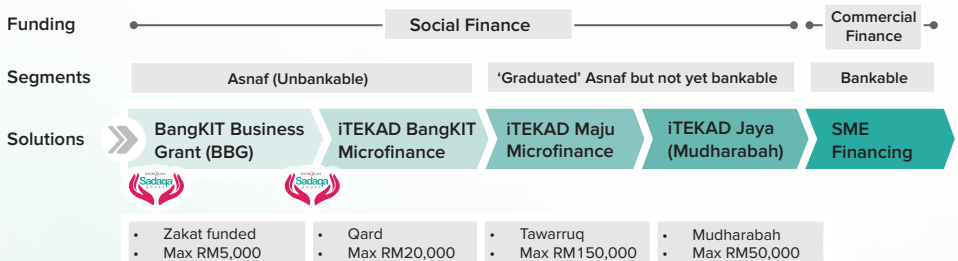 Funding
Social Finance
Commercial
Finance
Segments
Asnaf (Unbankable)
‘Graduated’ Asnaf but not yet bankable
Bankable
Solutions
BangKIT Business
Grant (BBG)
iTEKAD BangKIT
Microfinance
iTEKAD Maju
Microfinance
iTEKAD Jaya
(Mudharabah)
SME
Financing
Sadaqa
Sadaqa
• Zakat funded
• Max RM5,000
• Qard
• Max RM20,000
• Tawarruq
• Max RM150,000
• Mudharabah
• Max RM50,000